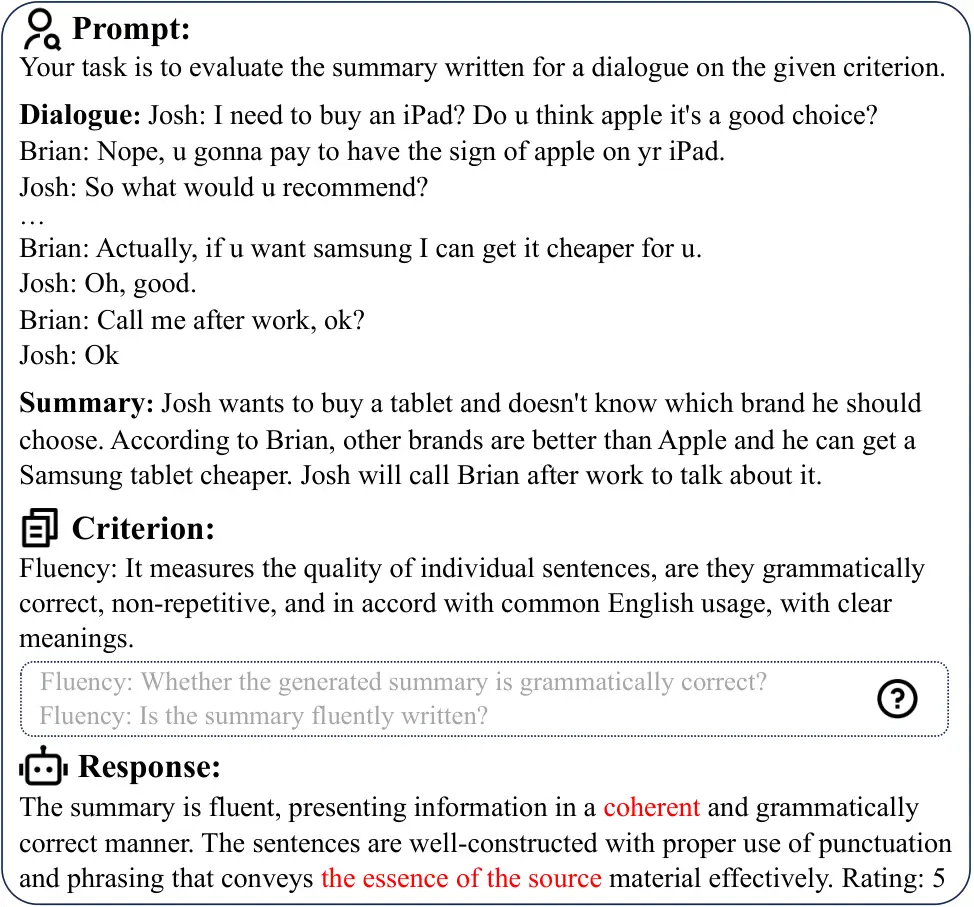 Prompt:
Your task is to evaluate the summary written for a dialogue on the given criterion.
Dialogue: Josh: I need to buy an iPad? Do u think apple it's a good choice?
Brian: Nope, u gonna pay to have the sign of apple on yr iPad.
Josh: So what would u recommend?
…
Brian: Actually, if u want samsung I can get it cheaper for u.
Josh: Oh, good.
Brian: Call me after work, ok?
Josh: Ok
Summary: Josh wants to buy a tablet and doesn't know which brand he should
choose. According to Brian, other brands are better than Apple and he can get a
Samsung tablet cheaper. Josh will call Brian after work to talk about it.
Criterion:
Fluency: It measures the quality of individual sentences, are they grammatically
correct, non-repetitive, and in accord with common English usage, with clear
meanings.
Fluency: Whether the generated summary is grammatically correct?
Fluency: Is the summary fluently written?
?
Response:
The summary is fluent, presenting information in a coherent and grammatically
correct manner. The sentences are well-constructed with proper use of punctuation
and phrasing that conveys the essence of the source material effectively. Rating: 5